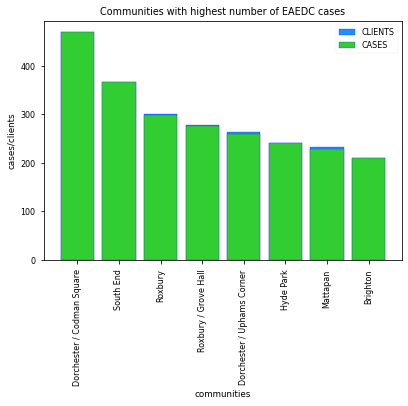 Communities with highest number of EAEDC cases
CLIENTS
CASES
cases/clients
400
300
200
100
0
Dorchester / Codman Square
South End
Roxbury
Roxbury / Grove Hall
Dorchester / Uphams Corner
Hyde Park
Mattapan
Brighton
communities